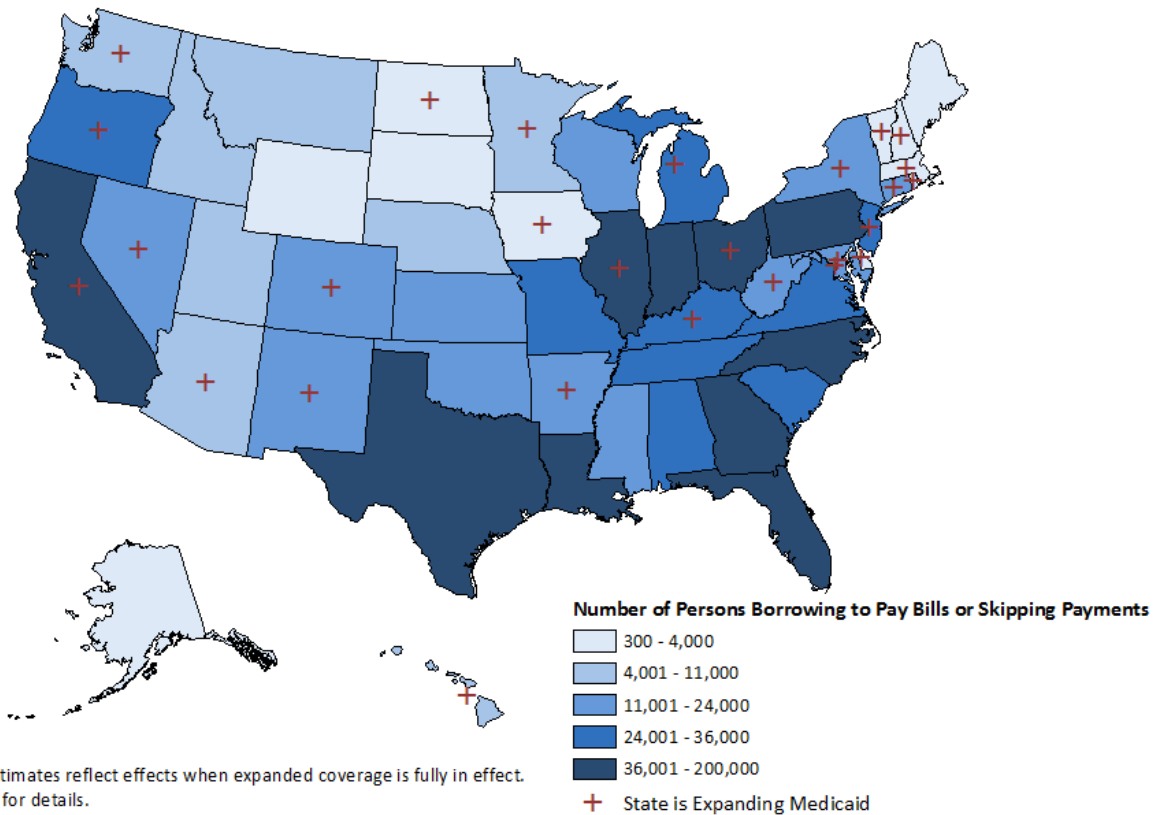 Number of Persons Borrowing to Pay Bills or Skipping Payments
300 - 4,000
4,001 - 11,000
11,001 - 24,000
24,001 - 36,000
36,001 - 200,000
State is Expanding Medicaid
timates reflect effects when expanded coverage is fully in effect.
for details.